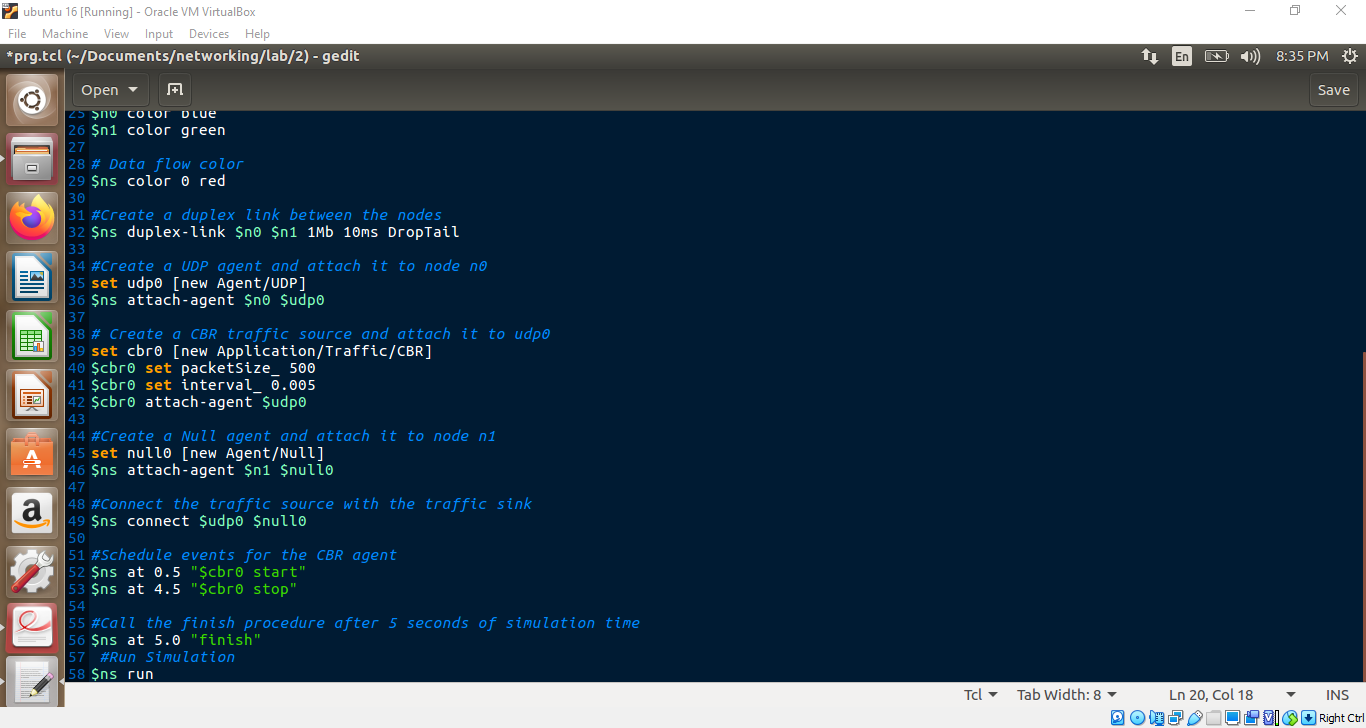 ubuntu 16 [Running] - Oracle VM VirtualBox
File Machine View Input Devices Help
*prg.tcl (~/Documents/networking/lab/2) - gedit
En 8:35 PM
Open Save
25 $n0 color blue
26 $n1 color green
27
28 # Data flow color
29 $ns color 0 red
30
31 #Create a duplex link between the nodes
32 $ns duplex-link $n0 $n1 1Mb 10ms DropTail
33
34 #Create a UDP agent and attach it to node n0
35 set udp0 [new Agent/UDP]
36 $ns attach-agent $n0 $udp0
37
38 # Create a CBR traffic source and attach it to udp0
39 set cbr0 [new Application/Traffic/CBR]
40 $cbr0 set packetSize_ 500
41 $cbr0 set interval_ 0.005
42 $cbr0 attach-agent $udp0
43
44 #Create a Null agent and attach it to node n1
45 set null0 [new Agent/Null]
46 $ns attach-agent $n1 $null0
47
48 #Connect the traffic source with the traffic sink
49 $ns connect $udp0 $null0
50
51 #Schedule events for the CBR agent
52 $ns at 0.5 "$cbr0 start"
53 $ns at 4.5 "$cbr0 stop"
54
55 #Call the finish procedure after 5 seconds of simulation time
56 $ns at 5.0 "finish"
57  #Run Simulation
58 $ns run
Tcl Tab Width: 8 Ln 20, Col 18 INS
Right Ctrl